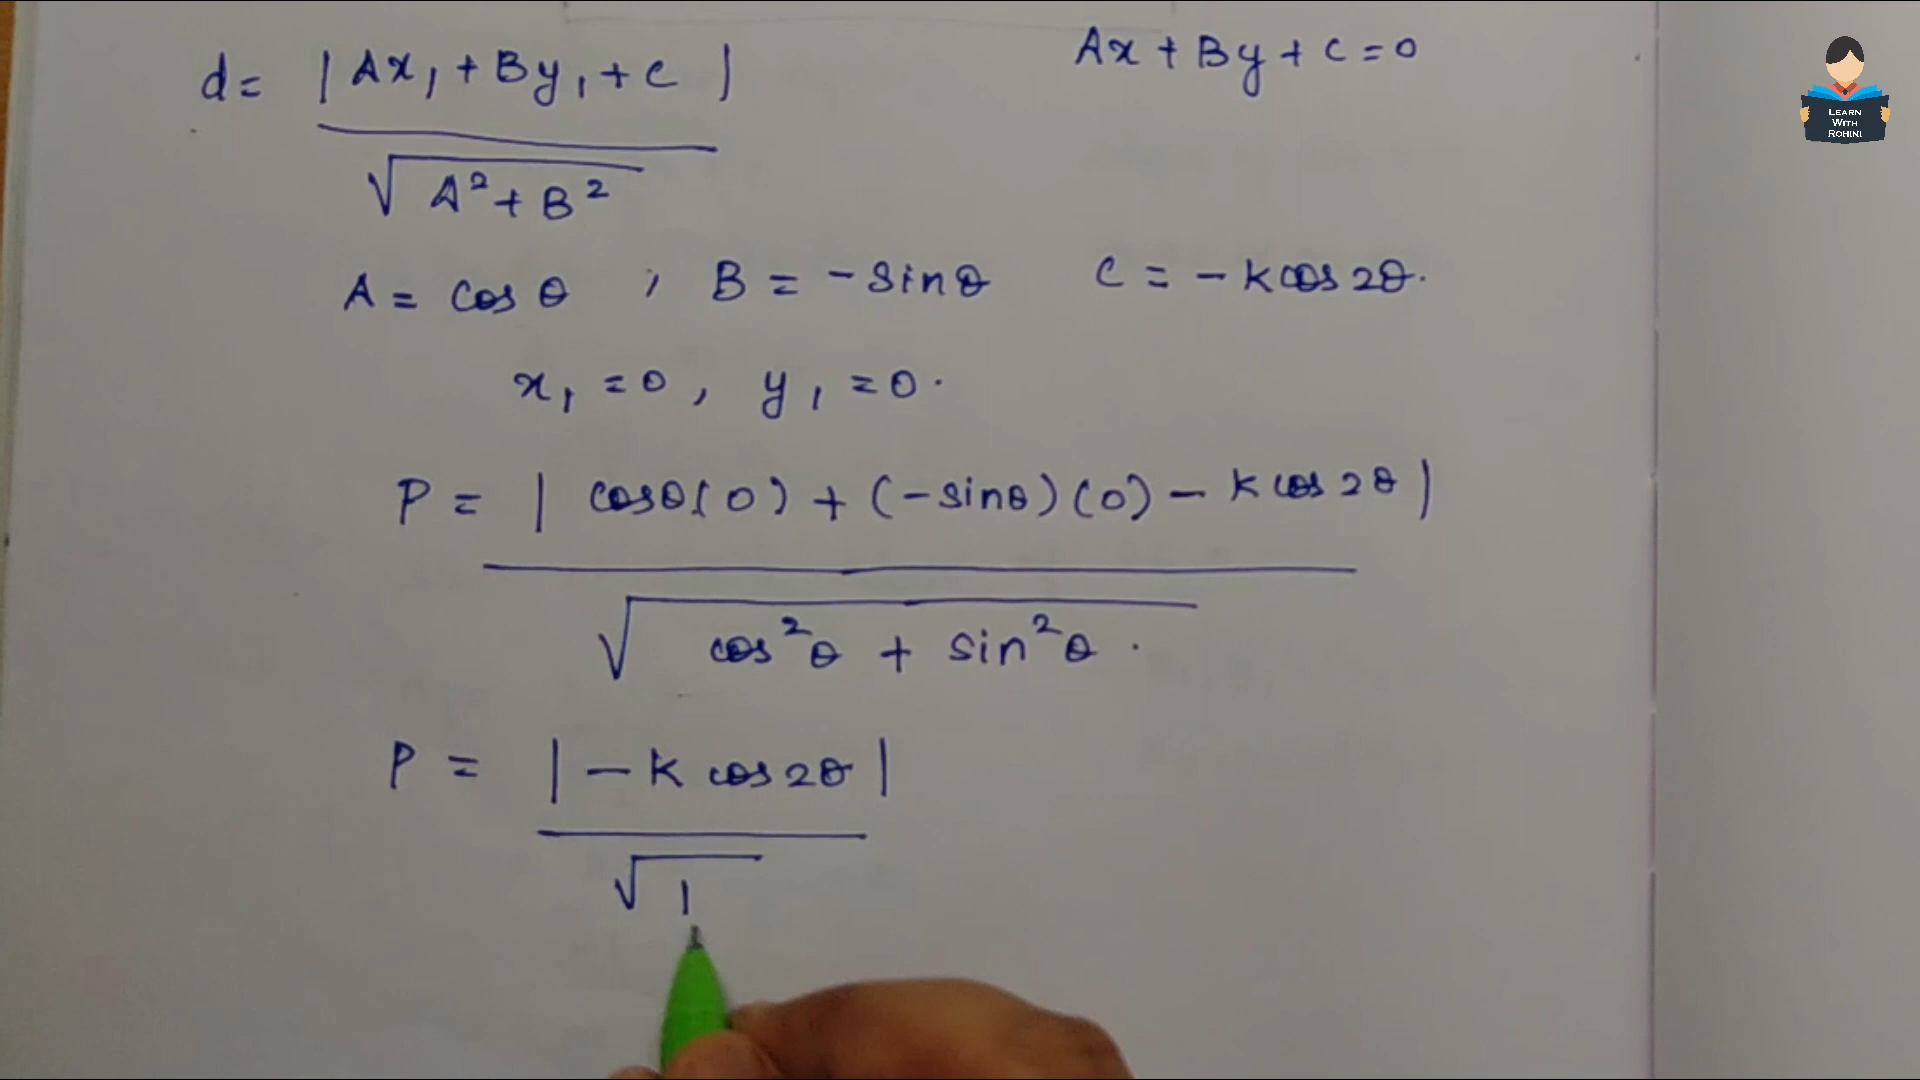 d = |Ax₁ + By₁ + C|
√A² + B²
Ax + By + C = 0
LEARN
WITH
ROHINI
A = cos θ , B = - sin θ C = - K cos 2θ.
x₁ = 0, y₁ = 0.
P = | cos θ (0) + (- sin θ) (0) - K cos 2θ |
√cos²θ + sin²θ .
P = | - K cos 2θ |
√1